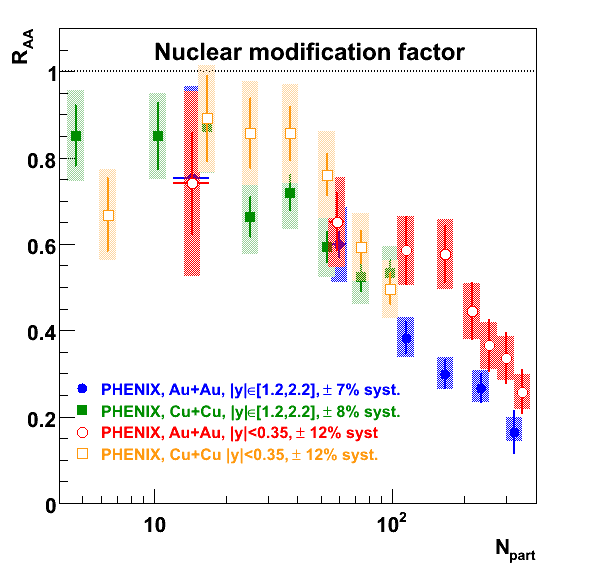 R_AA
Nuclear modification factor
1
0.8
0.6
0.4
0.2
0
PHENIX, Au+Au, |y|∈[1.2,2.2], ± 7% syst.
PHENIX, Cu+Cu, |y|∈[1.2,2.2], ± 8% syst.
PHENIX, Au+Au, |y|<0.35, ± 12% syst
PHENIX, Cu+Cu |y|<0.35, ± 12% syst.
10 10²
N_part